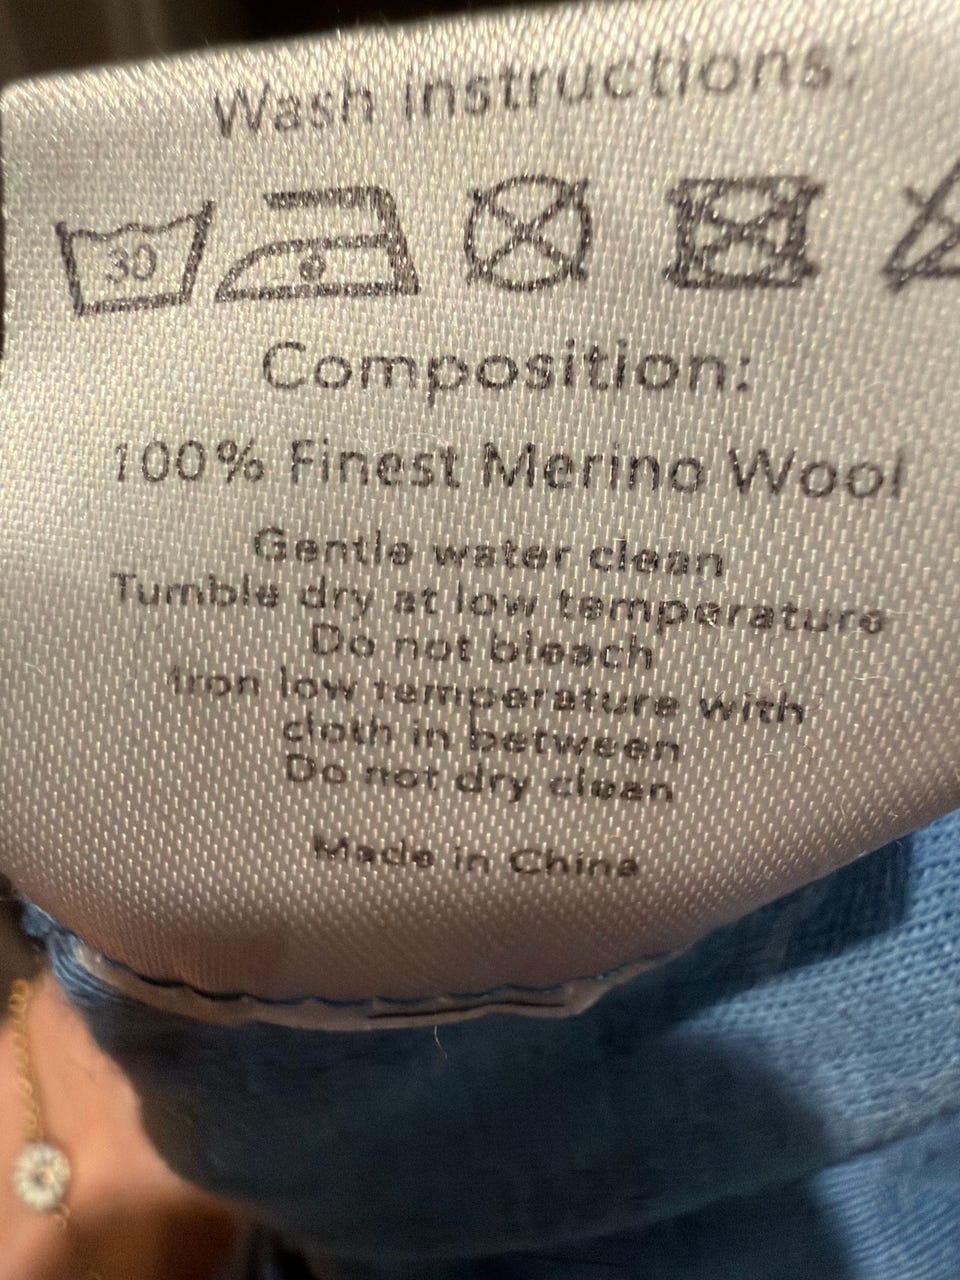 Wash instructions:
30
Composition:
100% Finest Merino Wool
Gentle water clean
Tumble dry at low temperature
Do not bleach
Iron low temperature with
cloth in between
Do not dry clean
Made in China